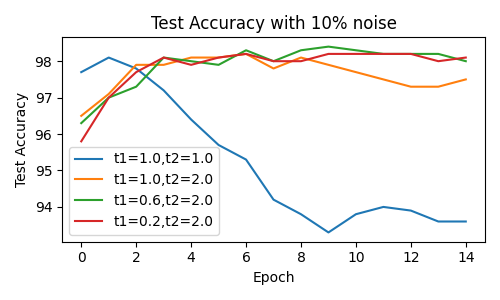 Test Accuracy with 10% noise
Test Accuracy
98
97
96
95
94
t1=1.0,t2=1.0
t1=1.0,t2=2.0
t1=0.6,t2=2.0
t1=0.2,t2=2.0
0 2 4 6 8 10 12 14
Epoch